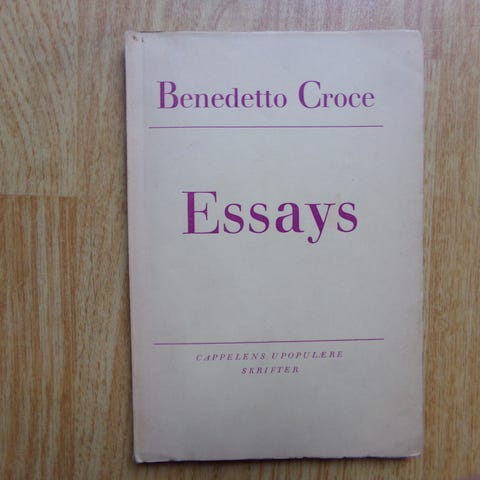 Benedetto Croce
Essays
CAPPELENS UPOPULÆRE
SKRIFTER